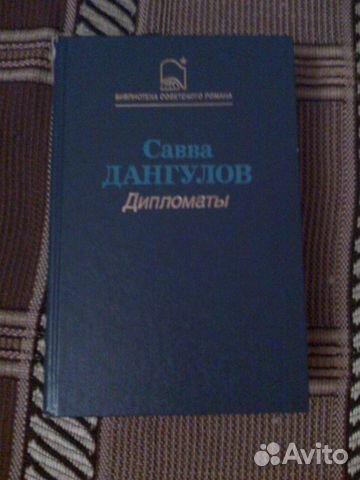 БИБЛИОТЕКА СОВЕТСКОГО РОМАНА
Савва
ДАНГУЛОВ
Дипломаты
Avito